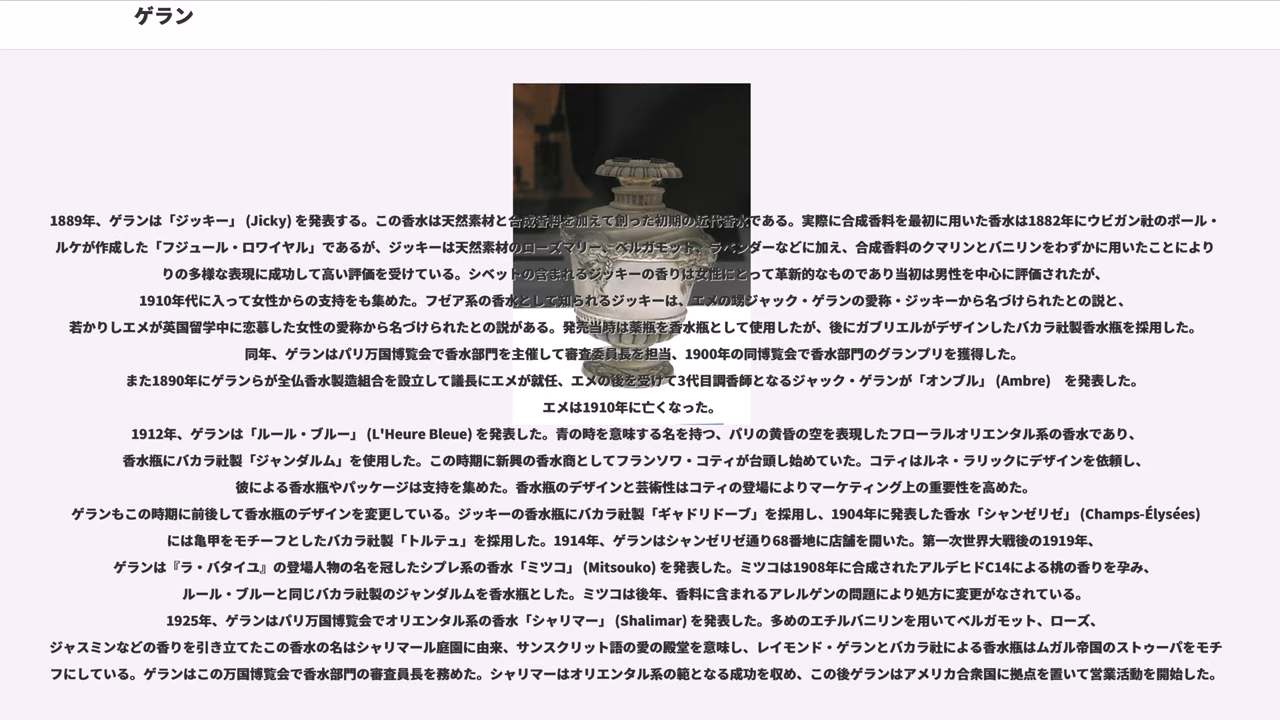 ゲラン
1889年、ゲランは「ジッキー」 (Jicky) を発表する。この香水は天然素材と合成香料を加えて創った初期の近代香水である。実際に合成香料を最初に用いた香水は1882年にウビガン社のポール・
ルケが作成した「フジュール・ロワイヤル」であるが、ジッキーは天然素材のローズマリー、ベルガモット、ラベンダーなどに加え、合成香料のクマリンとバニリンをわずかに用いたことにより
りの多様な表現に成功して高い評価を受けている。シベットの含まれるジッキーの香りは女性にとって革新的なものであり当初は男性を中心に評価されたが、
1910年代に入って女性からの支持をも集めた。フゼア系の香水として知られるジッキーは、エメの甥ジャック・ゲランの愛称・ジッキーから名づけられたとの説と、
若かりしエメが英国留学中に恋慕した女性の愛称から名づけられたとの説がある。発売当時は薬瓶を香水瓶として使用したが、後にガブリエルがデザインしたバカラ社製香水瓶を採用した。
同年、ゲランはパリ万国博覧会で香水部門を主催して審査委員長を担当、1900年の同博覧会で香水部門のグランプリを獲得した。
また1890年にゲランらが全仏香水製造組合を設立して議長にエメが就任、エメの後を受けて3代目調香師となるジャック・ゲランが「オンブル」 (Ambre)　を発表した。
エメは1910年に亡くなった。
1912年、ゲランは「ルール・ブルー」 (L'Heure Bleue) を発表した。青の時を意味する名を持つ、パリの黄昏の空を表現したフローラルオリエンタル系の香水であり、
香水瓶にバカラ社製「ジャンダルム」を使用した。この時期に新興の香水商としてフランソワ・コティが台頭し始めていた。コティはルネ・ラリックにデザインを依頼し、
彼による香水瓶やパッケージは支持を集めた。香水瓶のデザインと芸術性はコティの登場によりマーケティング上の重要性を高めた。
ゲランもこの時期に前後して香水瓶のデザインを変更している。ジッキーの香水瓶にバカラ社製「ギャドリドーブ」を採用し、1904年に発表した香水「シャンゼリゼ」 (Champs-Élysées)
には亀甲をモチーフとしたバカラ社製「トルテュ」を採用した。1914年、ゲランはシャンゼリゼ通り68番地に店舗を開いた。第一次世界大戦後の1919年、
ゲランは『ラ・バタイユ』の登場人物の名を冠したシプレ系の香水「ミツコ」 (Mitsouko) を発表した。ミツコは1908年に合成されたアルデヒドC14による桃の香りを孕み、
ルール・ブルーと同じバカラ社製のジャンダルムを香水瓶とした。ミツコは後年、香料に含まれるアレルゲンの問題により処方に変更がなされている。
1925年、ゲランはパリ万国博覧会でオリエンタル系の香水「シャリマー」 (Shalimar) を発表した。多めのエチルバニリンを用いてベルガモット、ローズ、
ジャスミンなどの香りを引き立てたこの香水の名はシャリマール庭園に由来、サンスクリット語の愛の殿堂を意味し、レイモンド・ゲランとバカラ社による香水瓶はムガル帝国のストゥーパをモチ
フにしている。ゲランはこの万国博覧会で香水部門の審査員長を務めた。シャリマーはオリエンタル系の範となる成功を収め、この後ゲランはアメリカ合衆国に拠点を置いて営業活動を開始した。